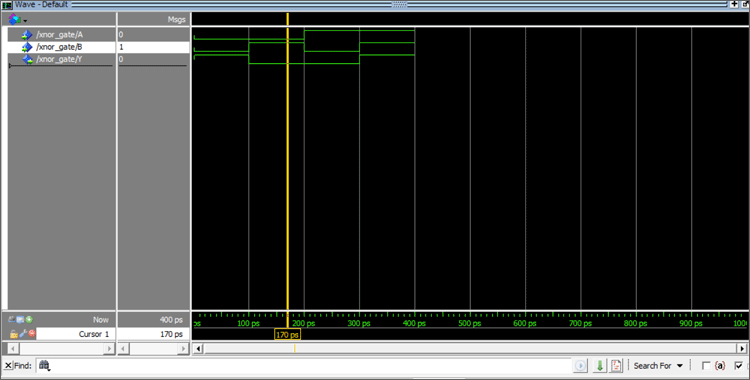 Wave - Default
Msgs
/xnor_gate/A 0
/xnor_gate/B 1
/xnor_gate/Y 0
Now 400 ps
ps 100 ps 200 ps 300 ps 400 ps 500 ps 600 ps 700 ps 800 ps 900 ps 1000
Cursor 1 170 ps
170 ps
Find:
Search For
{a}